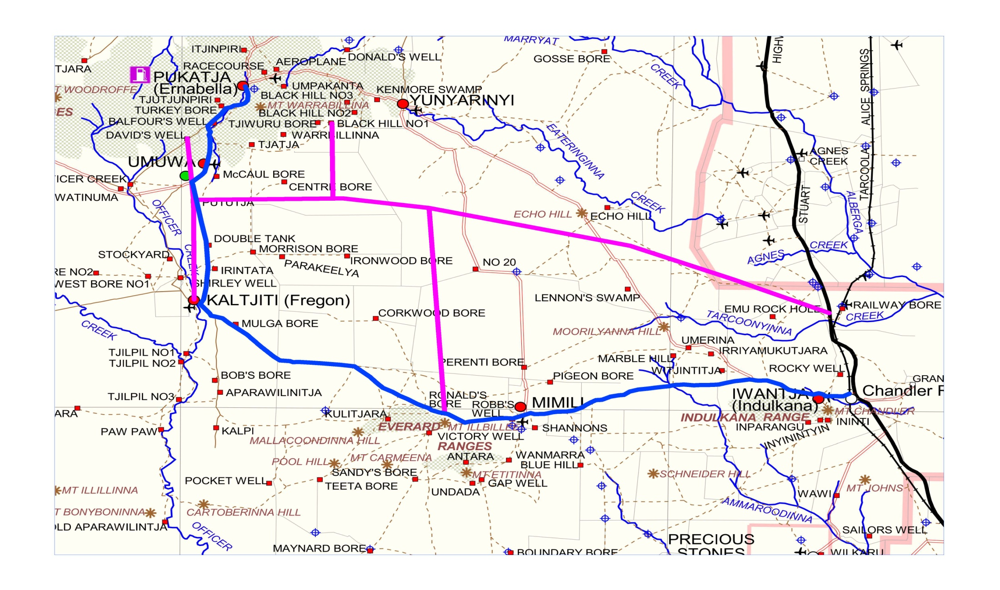 MARRYAT
ITJINPIRI
DONALD'S WELL
GOSSE BORE
HIGHW
AEROPLANE
RACECOURSE
TJARA
PUKATJA
(Ernabella)
CREEK
ALICE SPRINGS
T WOODROFFE
UMPAKANTA
KENMORE SWAMP
TJUTJUNPIRI
BLACK HILL NO3
YUNYARINYI
MT WARRABILLINA
TURKEY BORE
GES
BLACK HILL NO2
BALFOUR'S WELL
TJIWURU BORE
BLACK HILL NO1
DAVID'S WELL
WARRBILLINNA
EATERINGINNA
TJATJA
AGNES
CREEK
UMUWA
McCAUL BORE
ICER CREEK
CENTRE BORE
TARCOOLA
STUART
WATINUMA
PUTUTJA
CREEK
OFFICER
ECHO HILL
ECHO HILL
ALBERGA
DOUBLE TANK
CREEK
MORRISON BORE
CREEK
STOCKYARD
AGNES
IRONWOOD BORE
NO 20
PARAKEELYA
RE NO2
IRINTATA
WEST BORE NO1
SHIRLEY WELL
LENNON'S SWAMP
KALTJITI (Fregon)
RAILWAY BORE
EMU ROCK HOLE
CORKWOOD BORE
CREEK
TARCOONYINNA
MULGA BORE
CREEK
MOORILYANNA HILL
UMERINA
TJILPIL NO1
IRRIYAMUKUTJARA
TJILPIL NO2
PERENTI BORE
MARBLE HILL
WITJINTITJA
ROCKY WELL
BOB'S BORE
PIGEON BORE
GRAN
APARAWILINITJA
TJILPIL NO3
RONALD'S
BORE
ROBB'S
WELL
MIMILI
IWANTJA
(Indulkana)
Chandler R
ARA
KULITJARA
MT CHANDLER
INDULKANA RANGE
PAW PAW
KALPI
EVERARD
MT ILLBILLEE
SHANNONS
INPARANGU
ININTI
VICTORY WELL
MALLACOONDINNA HILL
INYININTYIN
RANGES
MT CARMEENA
ANTARA
WANMARRA
POOL HILL
BLUE HILL
SANDY'S BORE
MT ETITINNA
SCHNEIDER HILL
POCKET WELL
TEETA BORE
GAP WELL
MT ILLILLINNA
UNDADA
WAWI
MT JOHNS
AMMAROODINNA
T BONYBONINNA
CARTOBERINNA HILL
OLD APARAWILINTJA
OFFICER
SAILORS WELL
PRECIOUS
STONES
MAYNARD BORE
BOUNDARY BORE
WILKARU